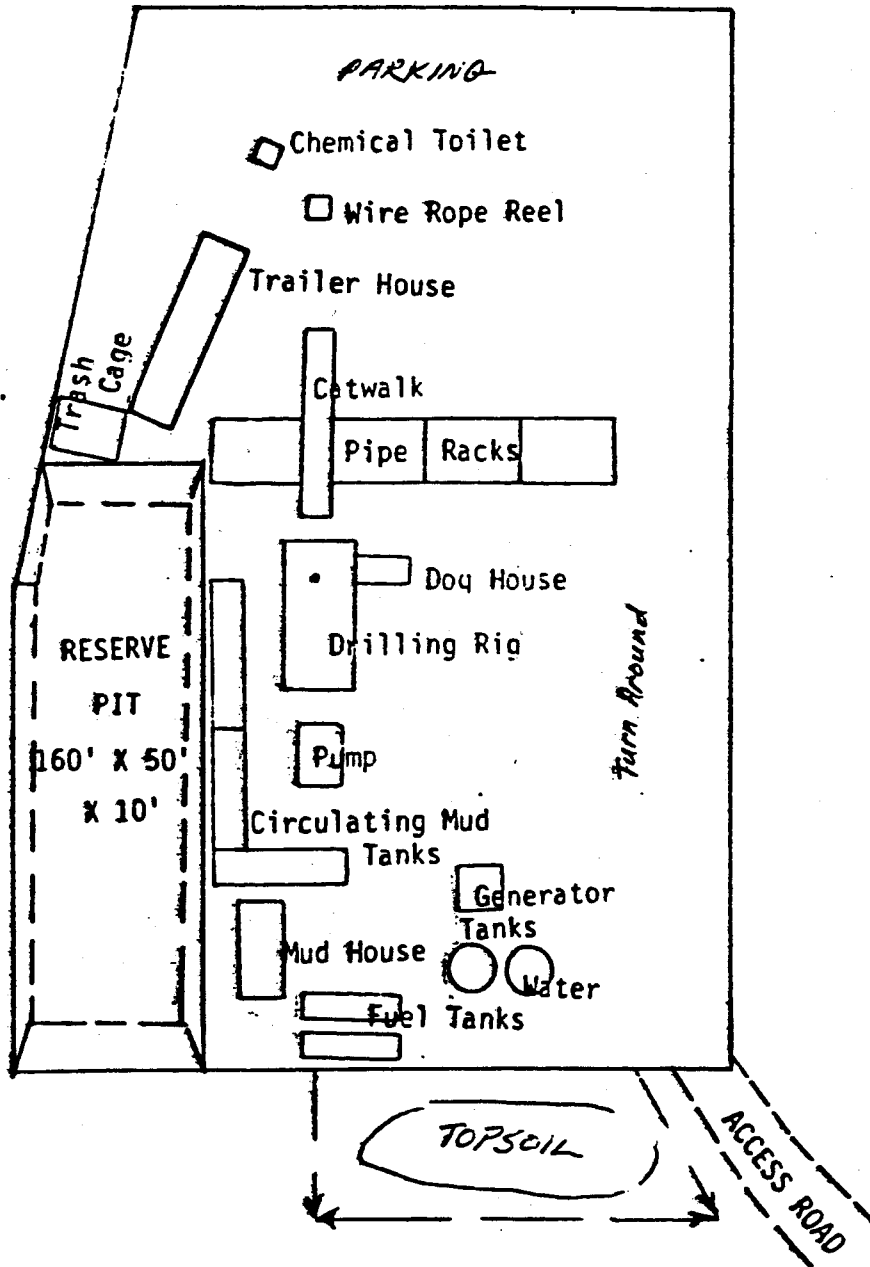 PARKING
Chemical Toilet
Wire Rope Reel
Trailer House
Trash
Cage
Catwalk
Pipe Racks
Dog House
RESERVE
PIT
160' X 50'
X 10'
Drilling Rig
Turn Around
Pump
Circulating Mud
Tanks
Generator
Tanks
Mud House
Water
Fuel Tanks
TOPSOIL
ACCESS ROAD